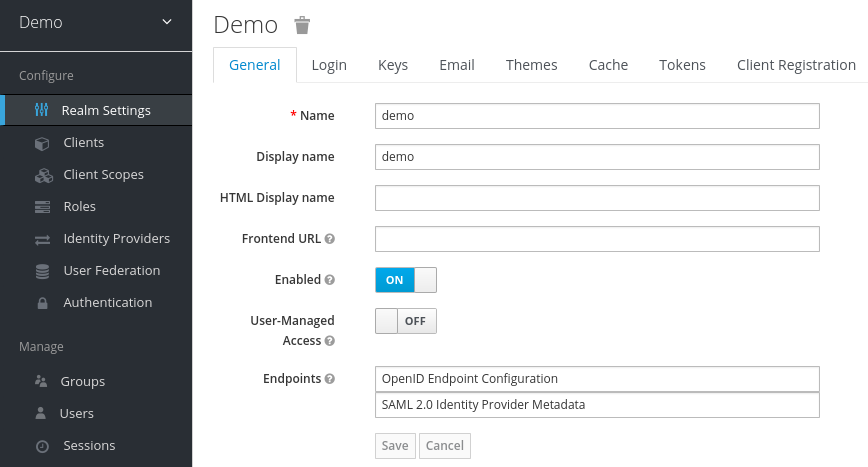 Demo
Configure
Realm Settings
Clients
Client Scopes
Roles
Identity Providers
User Federation
Authentication
Manage
Groups
Users
Sessions
Demo
General Login Keys Email Themes Cache Tokens Client Registration
* Name demo
Display name demo
HTML Display name
Frontend URL ?
Enabled ? ON
User-Managed
Access ? OFF
Endpoints ? OpenID Endpoint Configuration
SAML 2.0 Identity Provider Metadata
Save Cancel